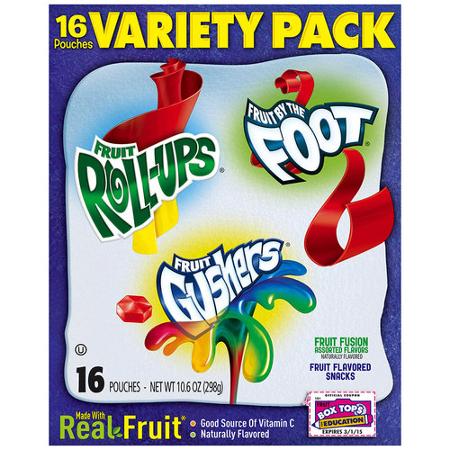 16 Pouches VARIETY PACK
FRUIT
ROLL-UPS®
FRUIT BY THE
FOOT®
FRUIT
GUSHERS®
FRUIT FUSION
ASSORTED FLAVORS
NATURALLY FLAVORED
FRUIT FLAVORED
SNACKS
U
16 POUCHES - NET WT 10.6 OZ (298g)
OFFICIAL COUPON
BOX TOPS
EDUCATION
EXPIRES 3/1/15
Made With
Real Fruit®
• Good Source Of Vitamin C
• Naturally Flavored